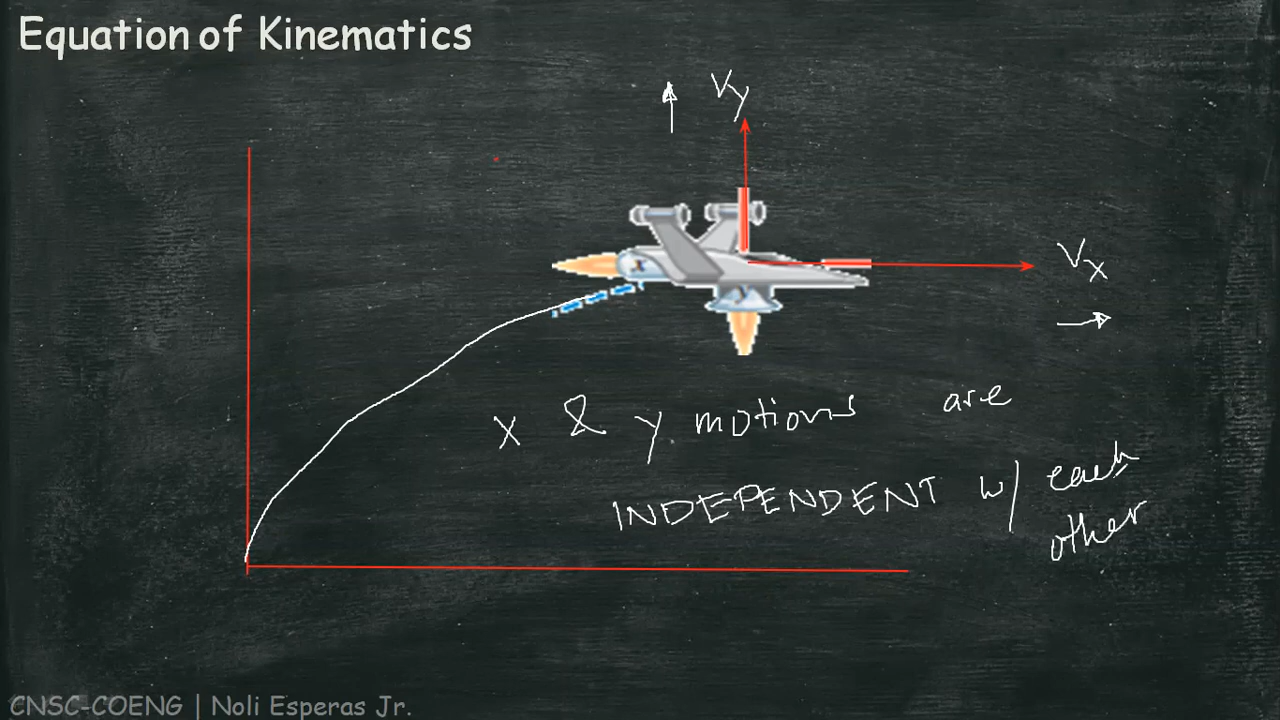 Equation of Kinematics
Vy
Vx
x & y motions are
INDEPENDENT w/ each
other
CNSC-COENG | Noli Esperas Jr.